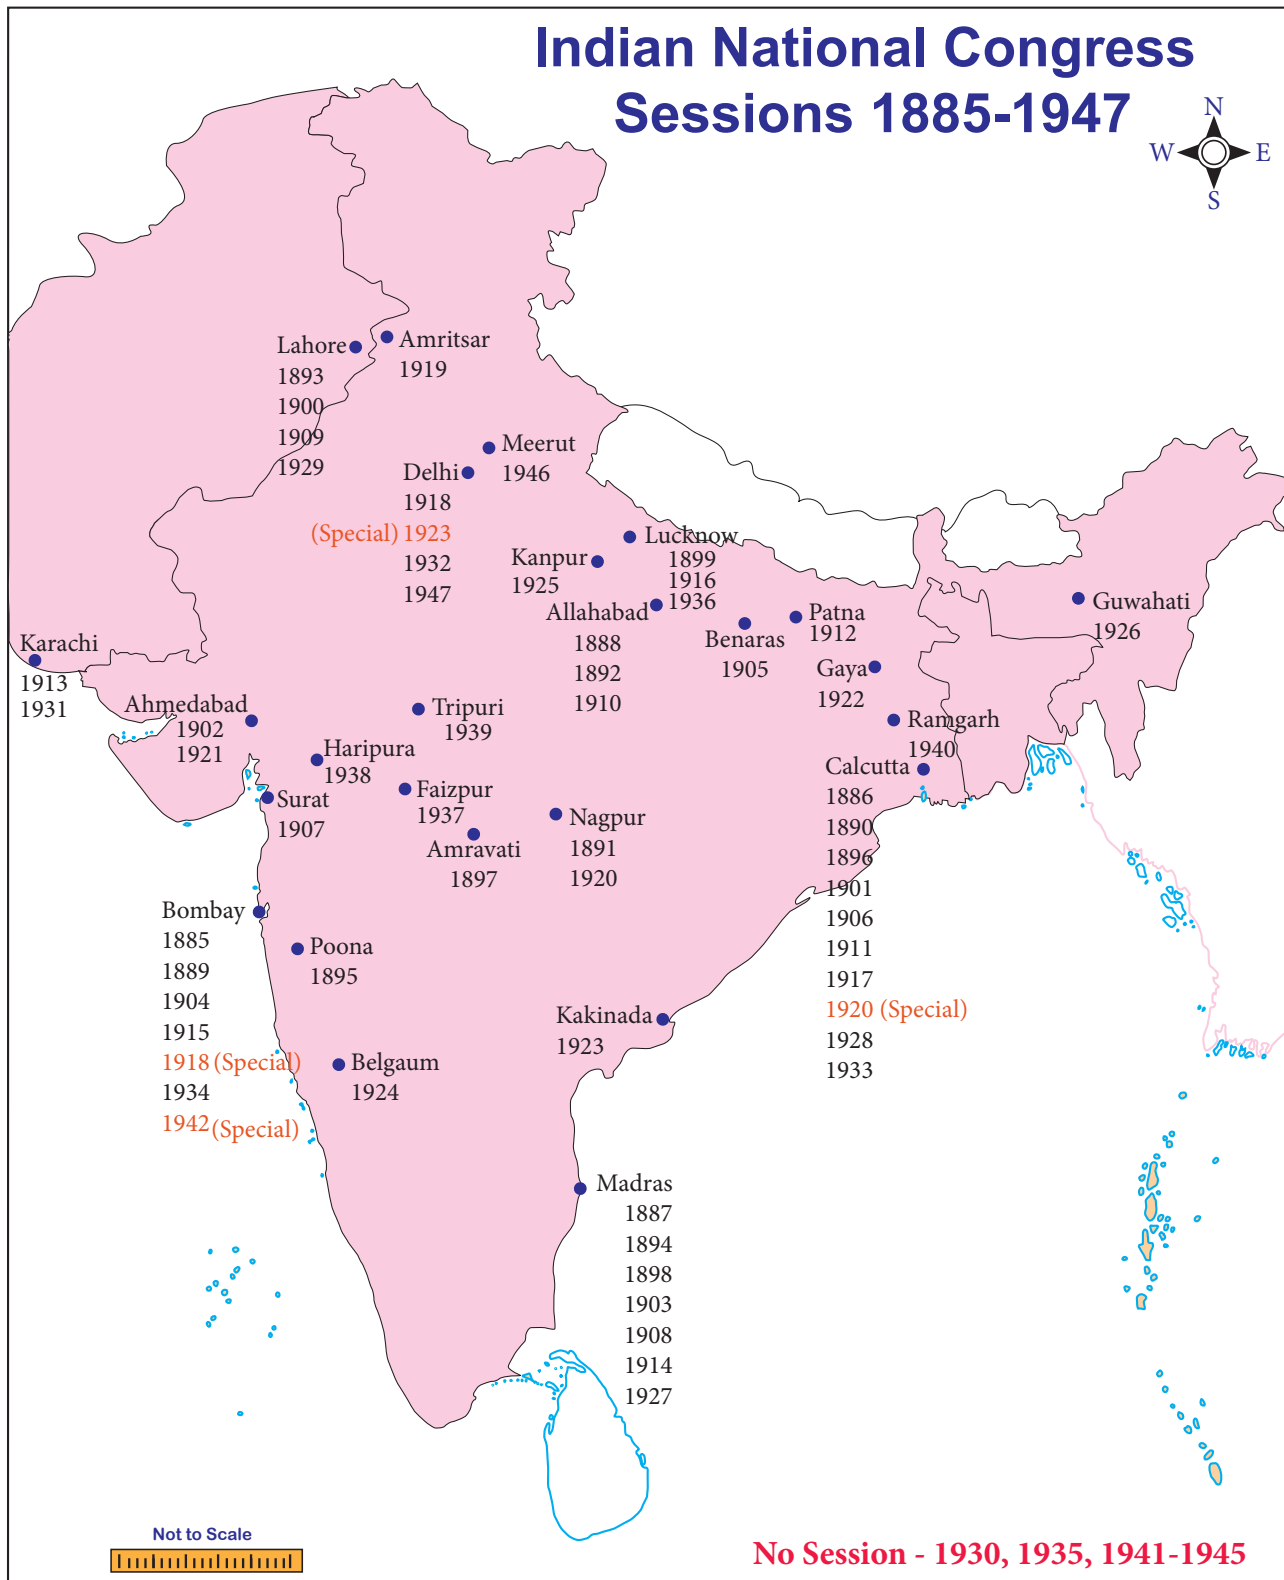 Indian National Congress
Sessions 1885-1947
N
W E
S
Lahore
1893
1900
1909
1929
Amritsar
1919
Meerut
1946
Delhi
1918
(Special) 1923
1932
1947
Lucknow
1899
1916
1936
Kanpur
1925
Allahabad
1888
1892
1910
Benaras
1905
Patna
1912
Guwahati
1926
Gaya
1922
Karachi
1913
1931
Ahmedabad
1902
1921
Tripuri
1939
Ramgarh
1940
Haripura
1938
Faizpur
1937
Surat
1907
Nagpur
1891
1920
Amravati
1897
Calcutta
1886
1890
1896
1901
1906
1911
1917
1920 (Special)
1928
1933
Bombay
1885
1889
1904
1915
1918 (Special)
1934
1942 (Special)
Poona
1895
Kakinada
1923
Belgaum
1924
Madras
1887
1894
1898
1903
1908
1914
1927
Not to Scale
No Session - 1930, 1935, 1941-1945